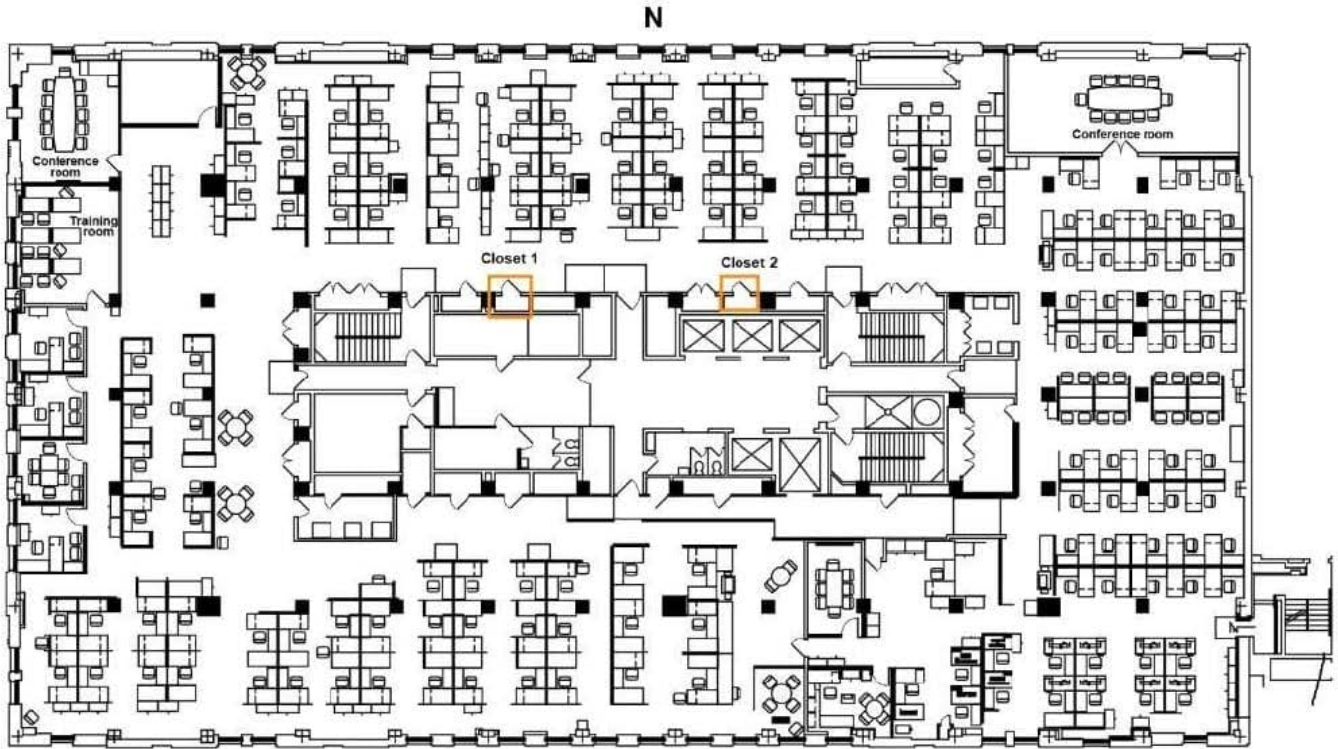 N
Conference
room
Conference room
Training
room
Closet 1
Closet 2